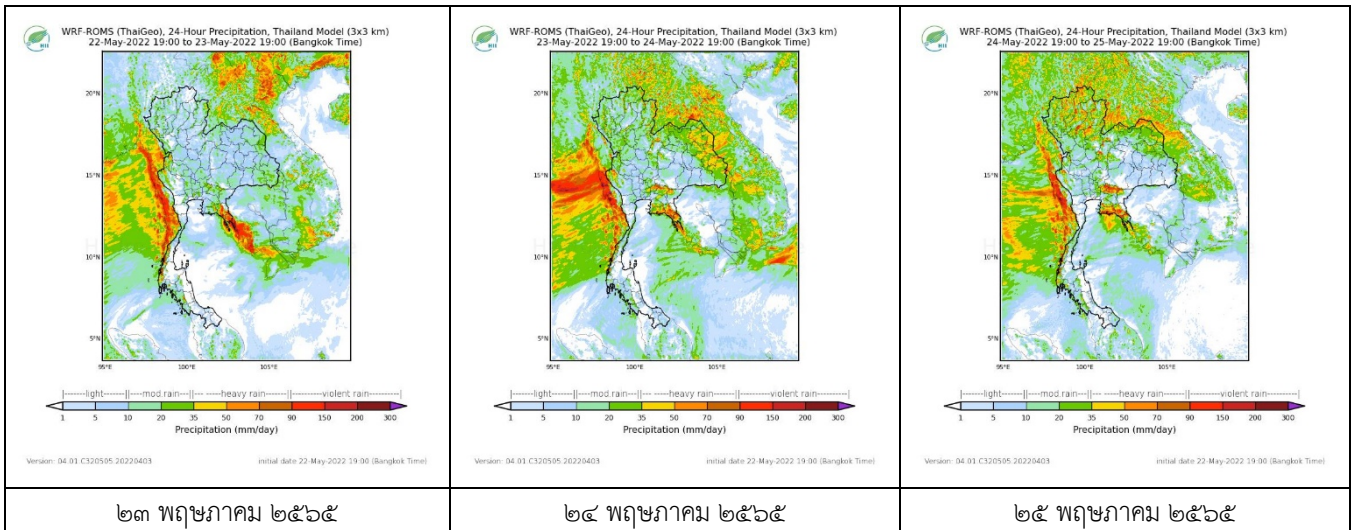 WRF-ROMS (ThaiGeo), 24-Hour Precipitation, Thailand Model (3x3 km)
22-May-2022 19:00 to 23-May-2022 19:00 (Bangkok Time)
20°N
15°N
10°N
5°N
95°E 100°E 105°E
|-------light------||---mod.rain---||--- ----heavy rain----||------violent rain--------|
1 5 10 20 35 50 70 90 150 200 300
Precipitation (mm/day)
Version: 04.01.C320505.20220403 initial date 22-May-2022 19:00 (Bangkok Time)
๒๓ พฤษภาคม ๒๕๖๕
WRF-ROMS (ThaiGeo), 24-Hour Precipitation, Thailand Model (3x3 km)
23-May-2022 19:00 to 24-May-2022 19:00 (Bangkok Time)
20°N
15°N
10°N
5°N
95°E 100°E 105°E
|-------light------||---mod.rain---||--- ----heavy rain----||------violent rain--------|
1 5 10 20 35 50 70 90 150 200 300
Precipitation (mm/day)
Version: 04.01.C320505.20220403 initial date 22-May-2022 19:00 (Bangkok Time)
๒๔ พฤษภาคม ๒๕๖๕
WRF-ROMS (ThaiGeo), 24-Hour Precipitation, Thailand Model (3x3 km)
24-May-2022 19:00 to 25-May-2022 19:00 (Bangkok Time)
20°N
15°N
10°N
5°N
95°E 100°E 105°E
|-------light------||---mod.rain---||--- ----heavy rain----||------violent rain--------|
1 5 10 20 35 50 70 90 150 200 300
Precipitation (mm/day)
Version: 04.01.C320505.20220403 initial date 22-May-2022 19:00 (Bangkok Time)
๒๕ พฤษภาคม ๒๕๖๕